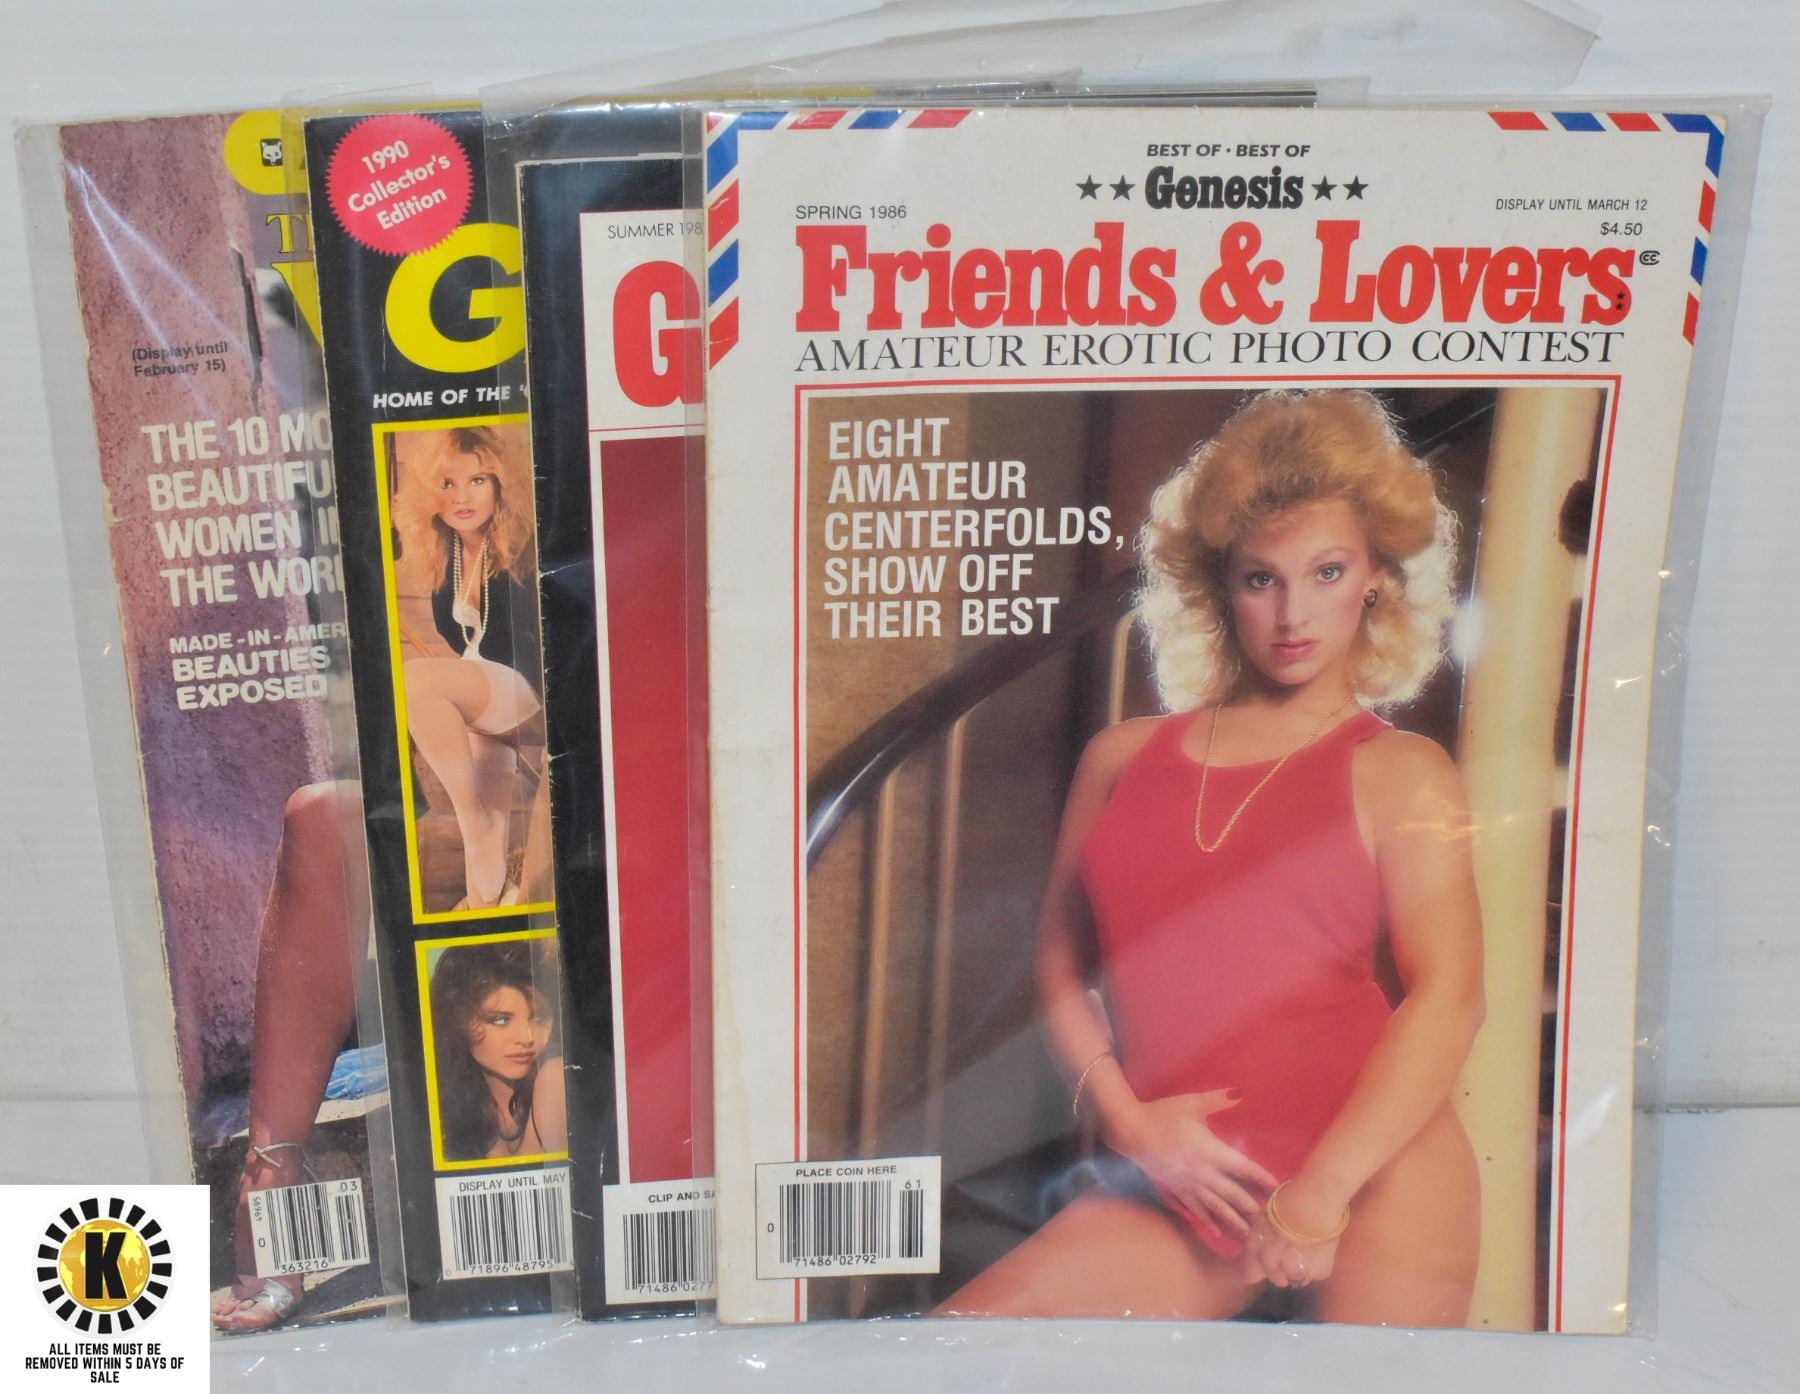 (Display until
February 15)
THE 10
BEAUTIFU
WOMEN
THE WOR
MADE-IN-AMER
BEAUTIES
EXPOSED
03
49695
0
363216
1990
Collector's
Edition
G
HOME OF THE
DISPLAY UNTIL MAY
0 71896 48795
SUMMER 198
G
CLIP AND SA
71486 0277
BEST OF • BEST OF
★★ Genesis ★★
SPRING 1986
DISPLAY UNTIL MARCH 12
$4.50
Friends & Lovers
CC
AMATEUR EROTIC PHOTO CONTEST
EIGHT
AMATEUR
CENTERFOLDS,
SHOW OFF
THEIR BEST
PLACE COIN HERE
61
0
71486 02792
K
ALL ITEMS MUST BE
REMOVED WITHIN 5 DAYS OF
SALE